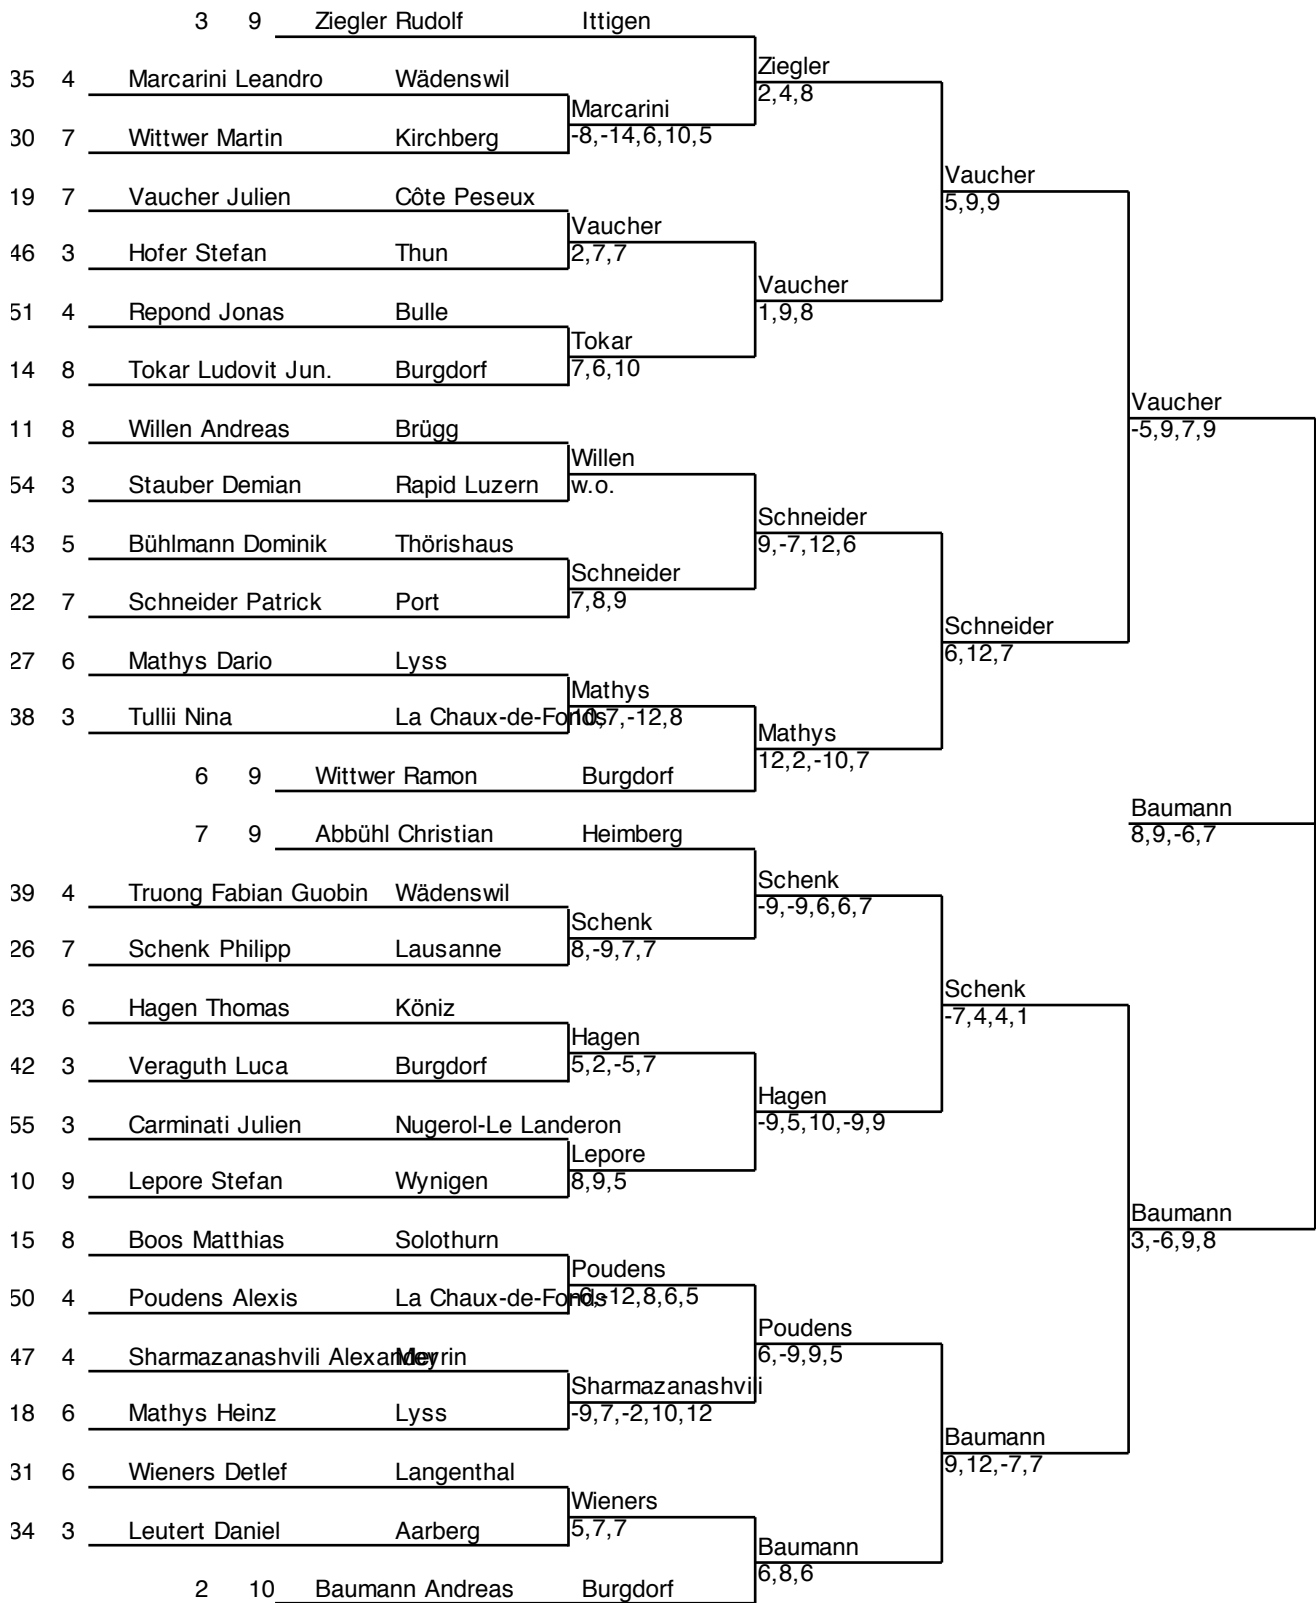 3 9 Ziegler Rudolf Ittigen
Ziegler
2,4,8
35 4 Marcarini Leandro Wädenswil
Marcarini
-8,-14,6,10,5
30 7 Wittwer Martin Kirchberg
Vaucher
5,9,9
19 7 Vaucher Julien Côte Peseux
Vaucher
2,7,7
46 3 Hofer Stefan Thun
Vaucher
1,9,8
51 4 Repond Jonas Bulle
Tokar
7,6,10
14 8 Tokar Ludovit Jun. Burgdorf
Vaucher
-5,9,7,9
11 8 Willen Andreas Brügg
Willen
w.o.
54 3 Stauber Demian Rapid Luzern
Schneider
9,-7,12,6
43 5 Bühlmann Dominik Thörishaus
Schneider
7,8,9
22 7 Schneider Patrick Port
Schneider
6,12,7
27 6 Mathys Dario Lyss
Mathys
10,7,-12,8
38 3 Tullii Nina La Chaux-de-Fonds
Mathys
12,2,-10,7
6 9 Wittwer Ramon Burgdorf
Baumann
8,9,-6,7
7 9 Abbühl Christian Heimberg
Schenk
-9,-9,6,6,7
39 4 Truong Fabian Guobin Wädenswil
Schenk
8,-9,7,7
26 7 Schenk Philipp Lausanne
Schenk
-7,4,4,1
23 6 Hagen Thomas Köniz
Hagen
5,2,-5,7
42 3 Veraguth Luca Burgdorf
Hagen
-9,5,10,-9,9
55 3 Carminati Julien Nugerol-Le Landeron
Lepore
8,9,5
10 9 Lepore Stefan Wynigen
Baumann
3,-6,9,8
15 8 Boos Matthias Solothurn
Poudens
-6,-12,8,6,5
50 4 Poudens Alexis La Chaux-de-Fonds
Poudens
6,-9,9,5
47 4 Sharmazanashvili Alexander Meyrin
Sharmazanashvili
-9,7,-2,10,12
18 6 Mathys Heinz Lyss
Baumann
9,12,-7,7
31 6 Wieners Detlef Langenthal
Wieners
5,7,7
34 3 Leutert Daniel Aarberg
Baumann
6,8,6
2 10 Baumann Andreas Burgdorf